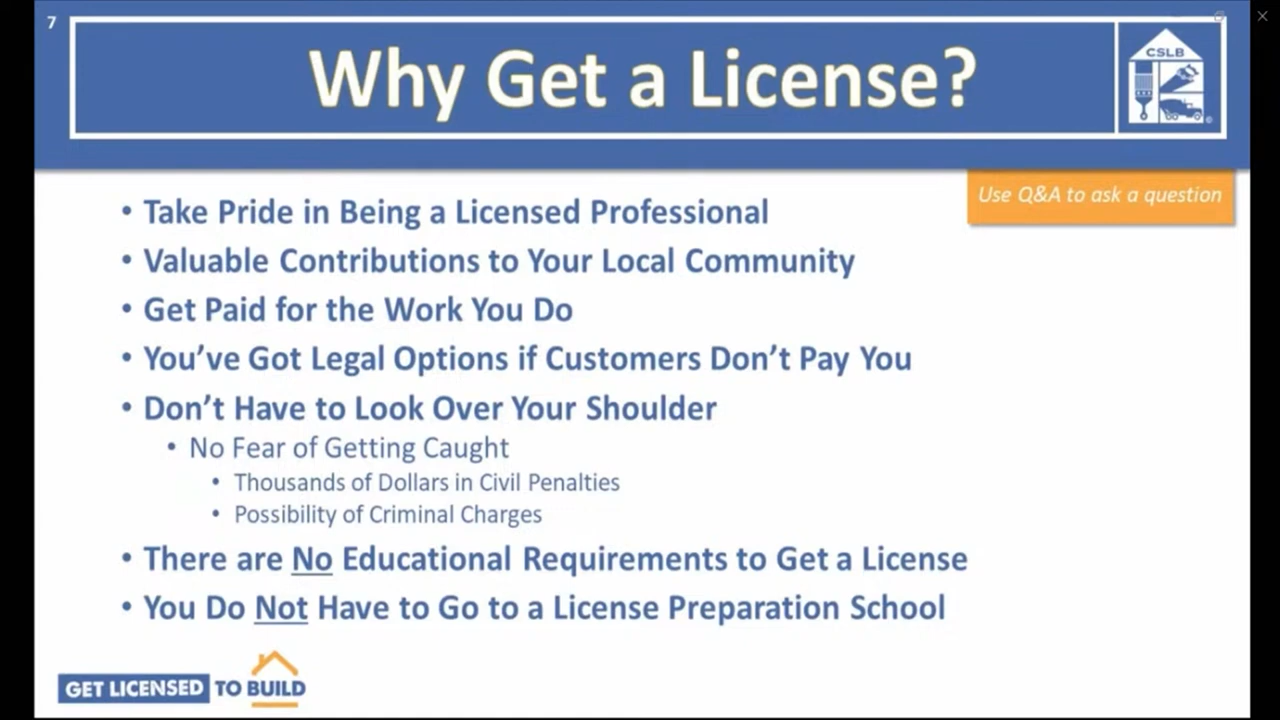 7
Why Get a License?
CSLB
Use Q&A to ask a question
• Take Pride in Being a Licensed Professional
• Valuable Contributions to Your Local Community
• Get Paid for the Work You Do
• You've Got Legal Options if Customers Don't Pay You
• Don't Have to Look Over Your Shoulder
• No Fear of Getting Caught
• Thousands of Dollars in Civil Penalties
• Possibility of Criminal Charges
• There are No Educational Requirements to Get a License
• You Do Not Have to Go to a License Preparation School
GET LICENSED TO BUILD